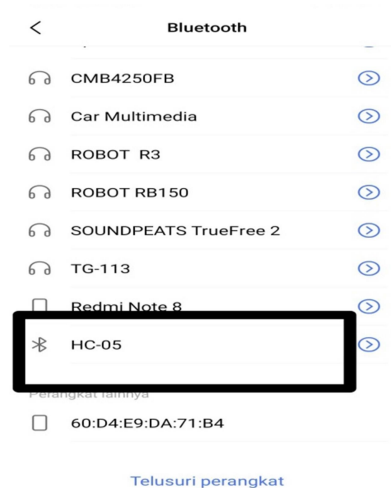 Bluetooth
CMB4250FB
Car Multimedia
ROBOT R3
ROBOT RB150
SOUNDPEATS TrueFree 2
TG-113
Redmi Note 8
HC-05
Perangkat lainnya
60:D4:E9:DA:71:B4
Telusuri perangkat